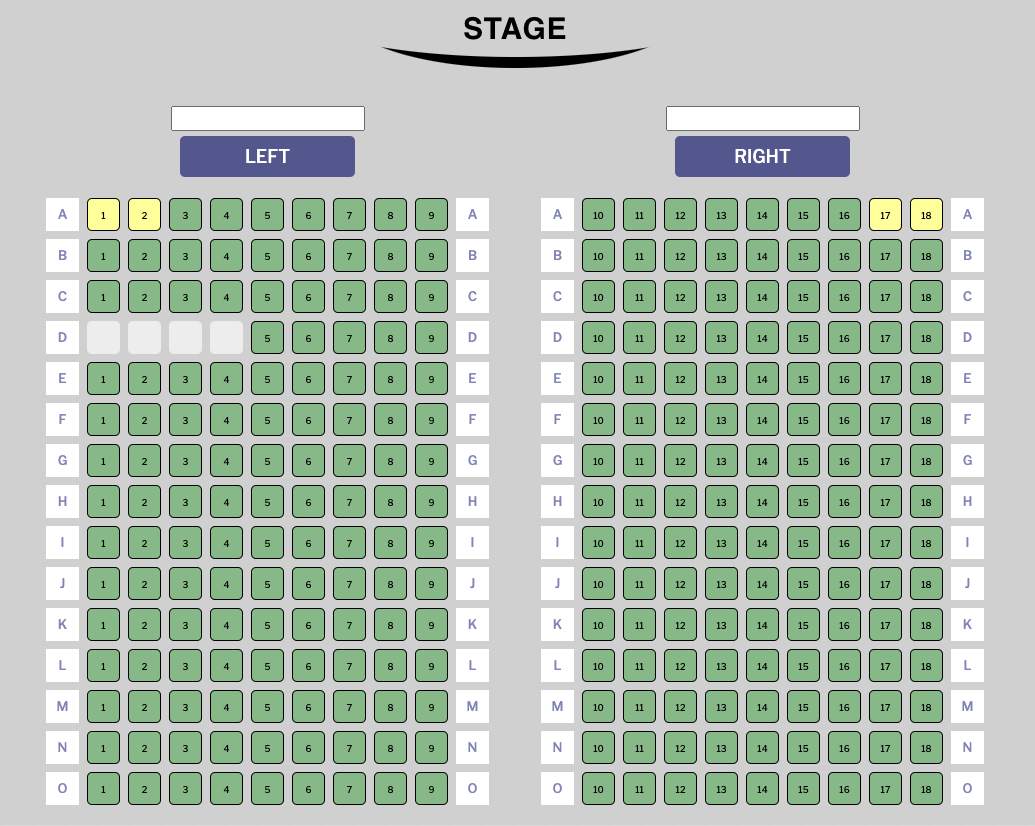 STAGE
LEFT RIGHT
A 1 2 3 4 5 6 7 8 9 A A 10 11 12 13 14 15 16 17 18 A
B 1 2 3 4 5 6 7 8 9 B B 10 11 12 13 14 15 16 17 18 B
C 1 2 3 4 5 6 7 8 9 C C 10 11 12 13 14 15 16 17 18 C
D 5 6 7 8 9 D D 10 11 12 13 14 15 16 17 18 D
E 1 2 3 4 5 6 7 8 9 E E 10 11 12 13 14 15 16 17 18 E
F 1 2 3 4 5 6 7 8 9 F F 10 11 12 13 14 15 16 17 18 F
G 1 2 3 4 5 6 7 8 9 G G 10 11 12 13 14 15 16 17 18 G
H 1 2 3 4 5 6 7 8 9 H H 10 11 12 13 14 15 16 17 18 H
I 1 2 3 4 5 6 7 8 9 I I 10 11 12 13 14 15 16 17 18 I
J 1 2 3 4 5 6 7 8 9 J J 10 11 12 13 14 15 16 17 18 J
K 1 2 3 4 5 6 7 8 9 K K 10 11 12 13 14 15 16 17 18 K
L 1 2 3 4 5 6 7 8 9 L L 10 11 12 13 14 15 16 17 18 L
M 1 2 3 4 5 6 7 8 9 M M 10 11 12 13 14 15 16 17 18 M
N 1 2 3 4 5 6 7 8 9 N N 10 11 12 13 14 15 16 17 18 N
O 1 2 3 4 5 6 7 8 9 O O 10 11 12 13 14 15 16 17 18 O